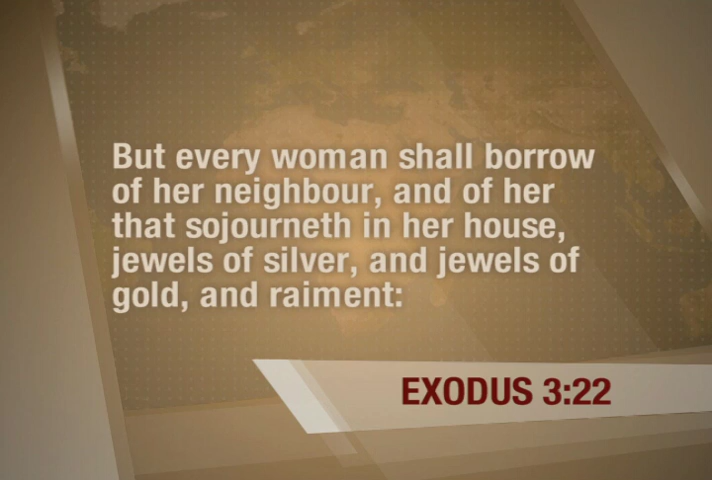 But every woman shall borrow
of her neighbour, and of her
that sojourneth in her house,
jewels of silver, and jewels of
gold, and raiment:
EXODUS 3:22